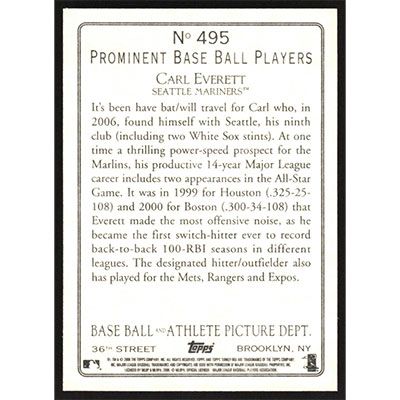 Nº 495
PROMINENT BASE BALL PLAYERS
CARL EVERETT
SEATTLE MARINERS™
It's been have bat/will travel for Carl who, in
2006, found himself with Seattle, his ninth
club (including two White Sox stints). At one
time a thrilling power-speed prospect for the
Marlins, his productive 14-year Major League
career includes two appearances in the All-Star
Game. It was in 1999 for Houston (.325-25-
108) and 2000 for Boston (.300-34-108) that
Everett made the most offensive noise, as he
became the first switch-hitter ever to record
back-to-back 100-RBI seasons in different
leagues. The designated hitter/outfielder also
has played for the Mets, Rangers and Expos.
BASE BALL AND ATHLETE PICTURE DEPT.
36TH STREET Topps BROOKLYN, NY